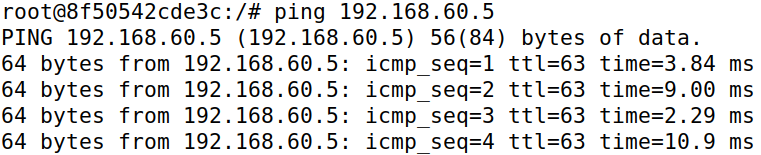 root@8f50542cde3c:/# ping 192.168.60.5
PING 192.168.60.5 (192.168.60.5) 56(84) bytes of data.
64 bytes from 192.168.60.5: icmp_seq=1 ttl=63 time=3.84 ms
64 bytes from 192.168.60.5: icmp_seq=2 ttl=63 time=9.00 ms
64 bytes from 192.168.60.5: icmp_seq=3 ttl=63 time=2.29 ms
64 bytes from 192.168.60.5: icmp_seq=4 ttl=63 time=10.9 ms